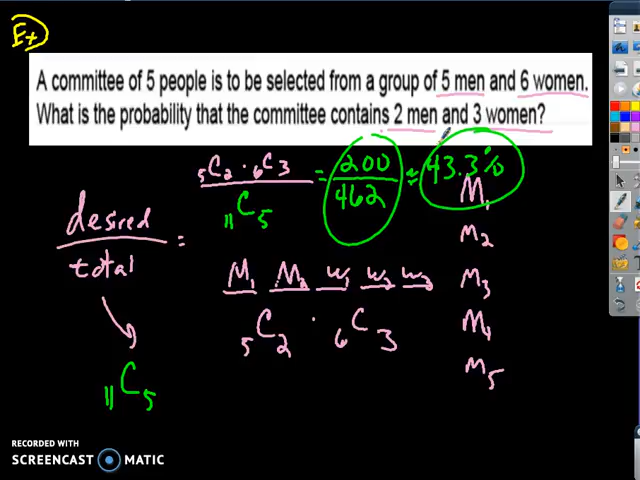 Ex
A committee of 5 people is to be selected from a group of 5 men and 6 women.
What is the probability that the committee contains 2 men and 3 women?
₅C₂ · ₆C₃ / ₁₁C₅ = 200 / 462 ≈ 43.3%
desired / total =
M₁ M₂ W₁ W₂ W₃
₅C₂ · ₆C₃
₁₁C₅
M₁
M₂
M₃
M₄
M₅
RECORDED WITH
SCREENCAST MATIC